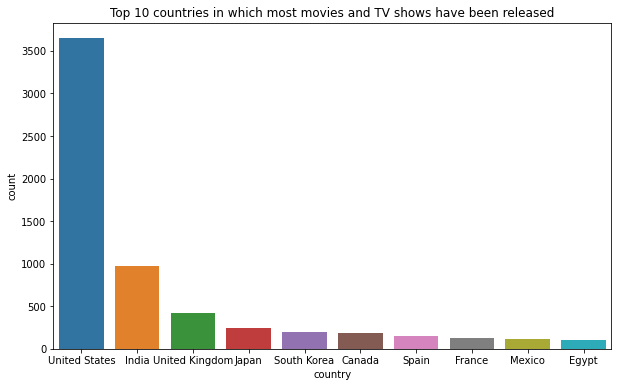 Top 10 countries in which most movies and TV shows have been released
3500
3000
2500
2000
1500
1000
500
0
count
United States India United Kingdom Japan South Korea Canada Spain France Mexico Egypt
country